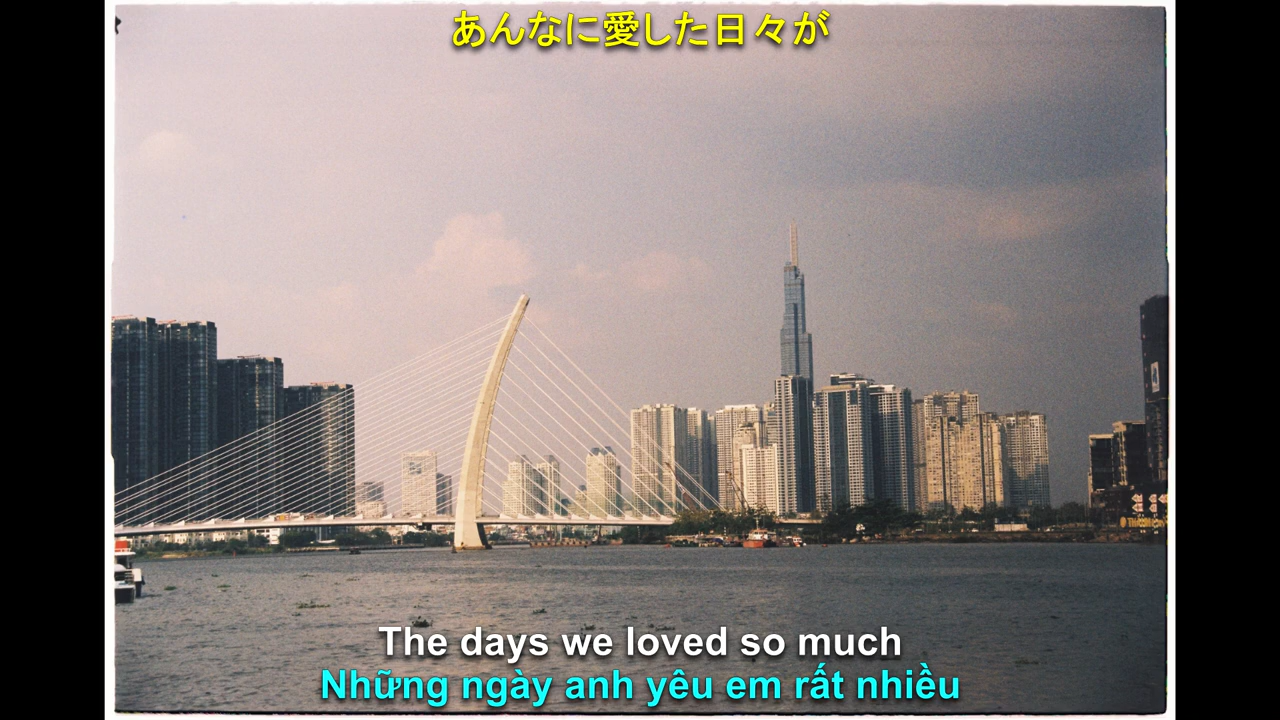 あんなに愛した日々が
The days we loved so much
Những ngày anh yêu em rất nhiều